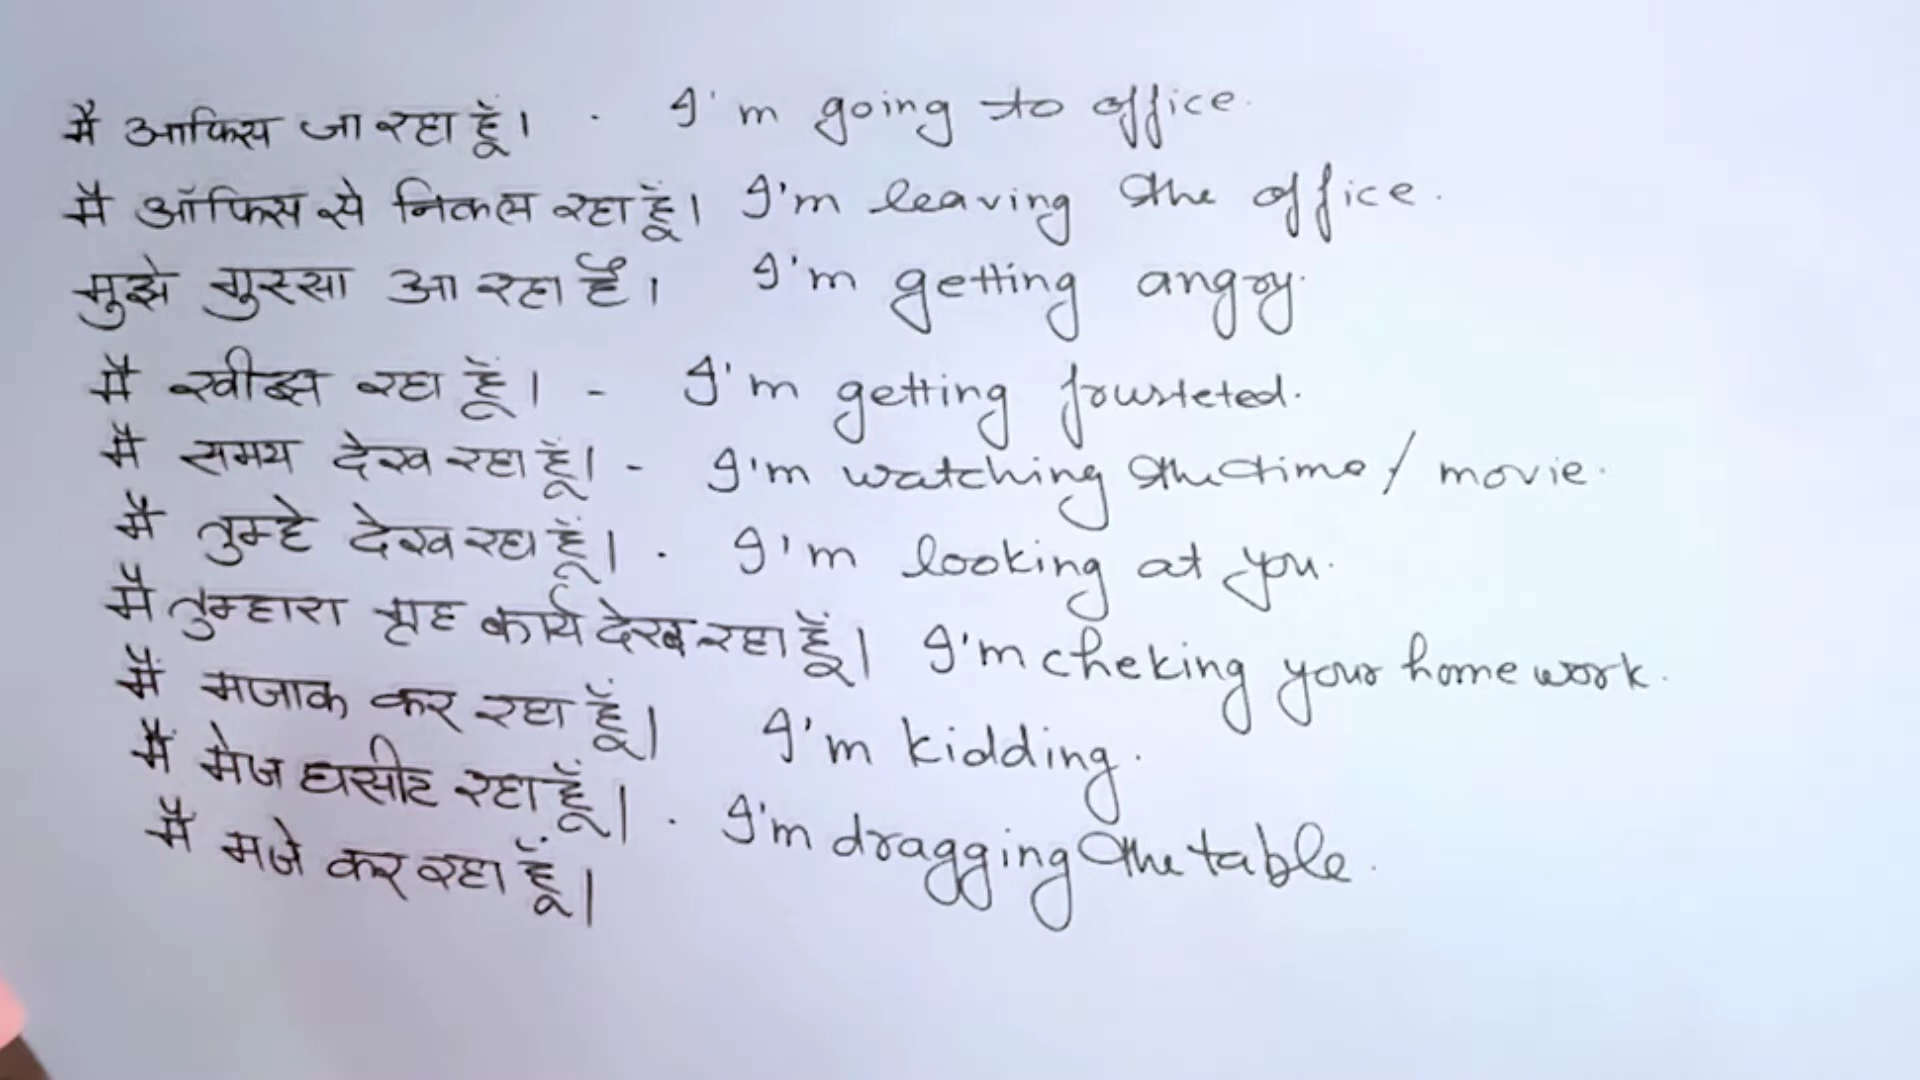 मैं आफिस जा रहा हूँ। . I'm going to office.
मैं ऑफिस से निकल रहा हूँ। I'm leaving the office.
मुझे गुस्सा आ रहा है। I'm getting angry.
मैं खीझ रहा हूँ। - I'm getting frusteted.
मैं समय देख रहा हूँ। - I'm watching the time / movie.
मैं तुम्हे देख रहा हूँ। . I'm looking at you.
मैं तुम्हारा गृह कार्य देख रहा हूँ। I'm cheking your home work.
मैं मजाक कर रहा हूँ। I'm kidding.
मैं मेज घसीट रहा हूँ। . I'm dragging the table.
मैं मजे कर रहा हूँ।